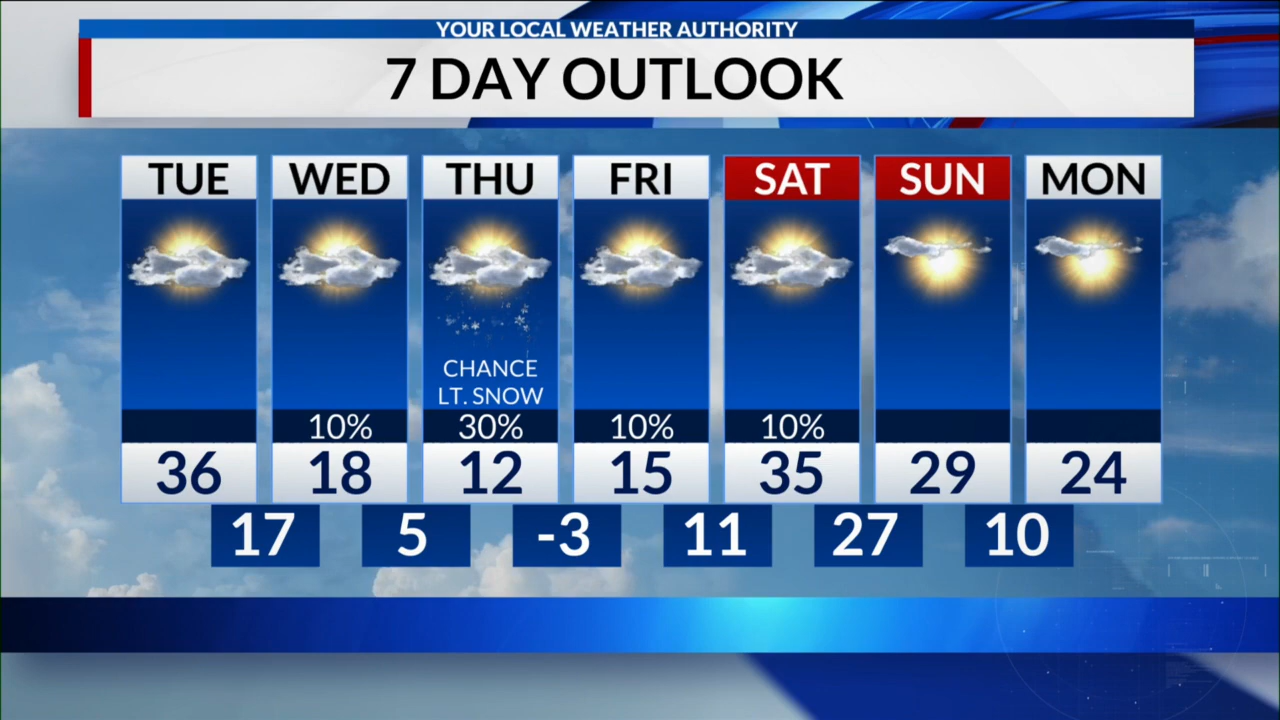 YOUR LOCAL WEATHER AUTHORITY
7 DAY OUTLOOK
TUE WED THU FRI SAT SUN MON
CHANCE
LT. SNOW
10% 30% 10% 10%
36 18 12 15 35 29 24
17 5 -3 11 27 10